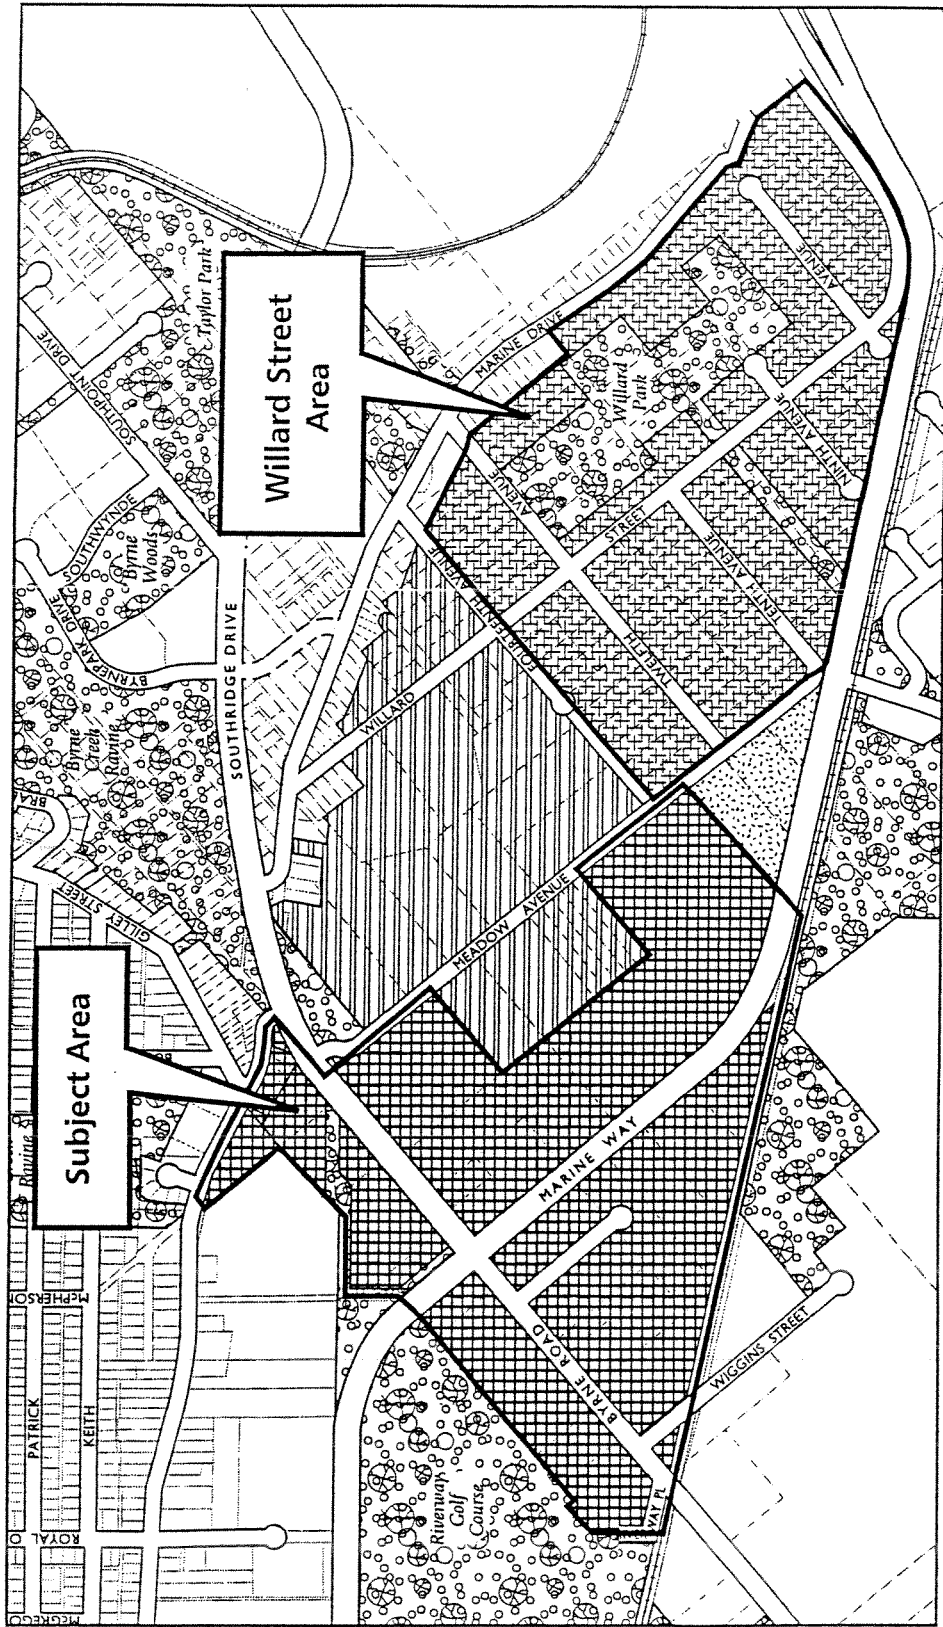 Subject Area
Willard Street
Area
PATRICK
KEITH
ROYAL
GILLEY STREET
Byrne
Creek
Ravine
BYRNEPARK DRIVE
SOUTHWYNDE
Byrne
Woods
SOUTHPOINT DRIVE
Taylor Park
SOUTHRIDGE DRIVE
MARINE DRIVE
Riverway
Golf
Course
BYRNE ROAD
MARINE WAY
WIGGINS STREET
MEADOW AVENUE
WILLARD STREET
FOURTEENTH AVENUE
TWELFTH AVENUE
TENTH AVENUE
NINTH AVENUE
AVENUE
Willard
Park